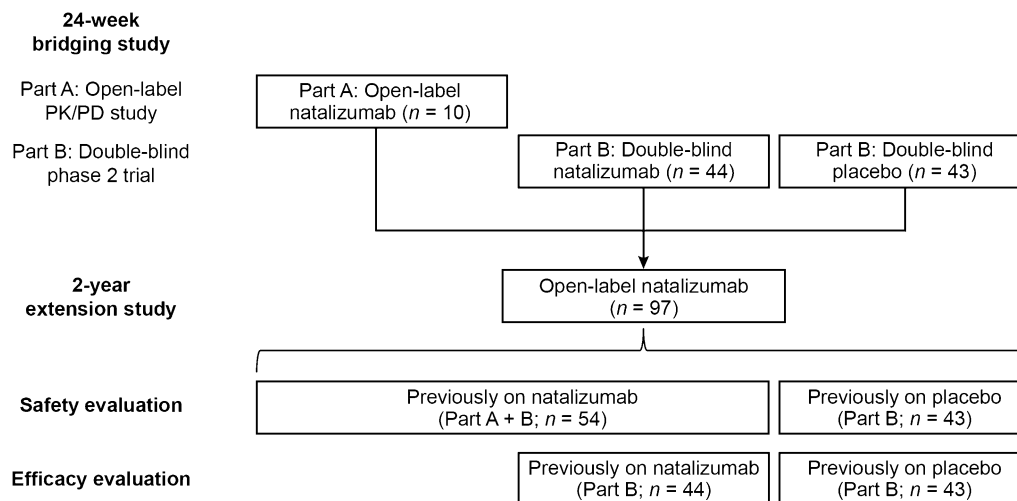 24-week
bridging study
Part A: Open-label
PK/PD study
Part A: Open-label
natalizumab (n = 10)
Part B: Double-blind
phase 2 trial
Part B: Double-blind
natalizumab (n = 44)
Part B: Double-blind
placebo (n = 43)
2-year
extension study
Open-label natalizumab
(n = 97)
Safety evaluation
Previously on natalizumab
(Part A + B; n = 54)
Previously on placebo
(Part B; n = 43)
Efficacy evaluation
Previously on natalizumab
(Part B; n = 44)
Previously on placebo
(Part B; n = 43)